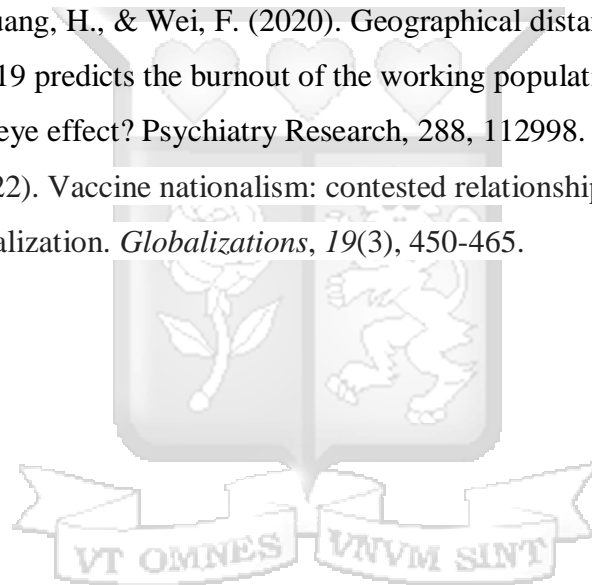 uang, H., & Wei, F. (2020). Geographical distan
19 predicts the burnout of the working populati
eye effect? Psychiatry Research, 288, 112998.
22). Vaccine nationalism: contested relationship
alization. Globalizations, 19(3), 450-465.
VT OMNES VNVM SINT